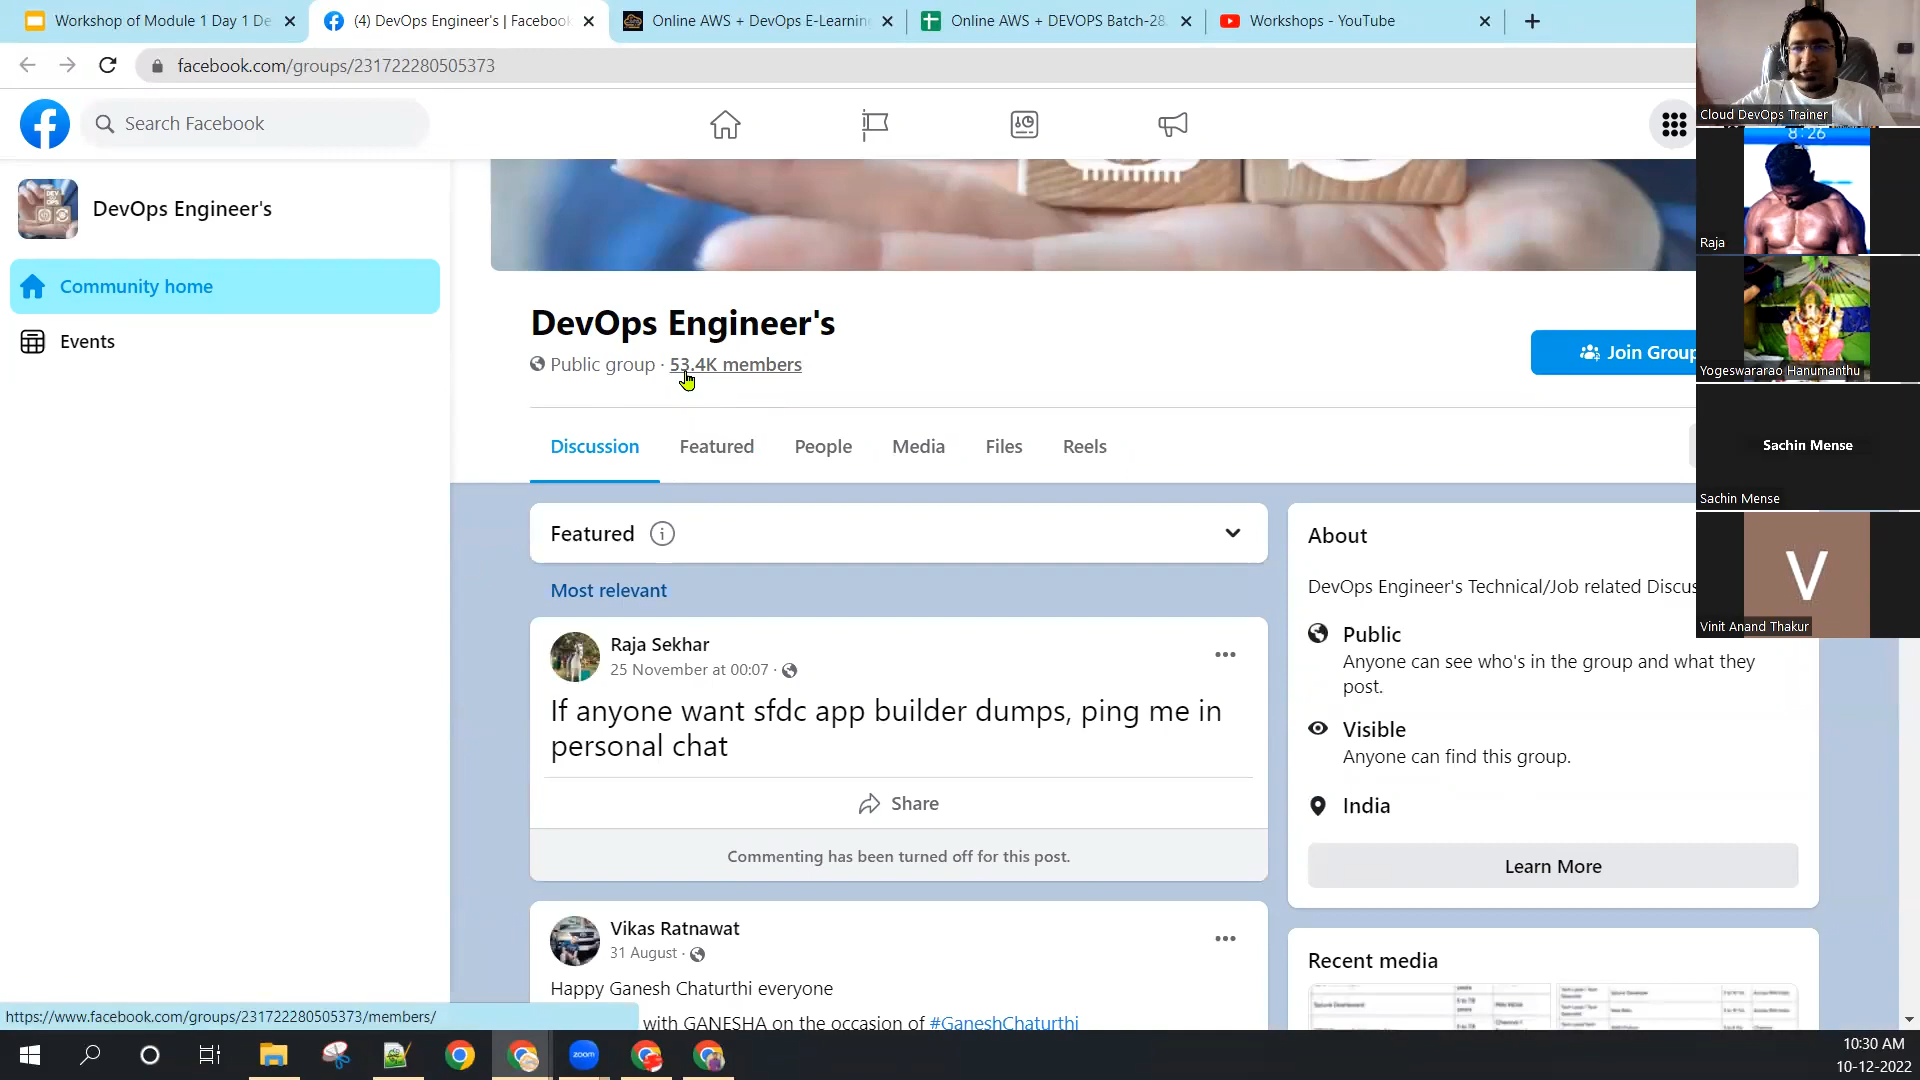 Workshop of Module 1 Day 1 De
(4) DevOps Engineer's | Facebook
Online AWS + DevOps E-Learnin
Online AWS + DEVOPS Batch-28
Workshops - YouTube
facebook.com/groups/231722280505373
Search Facebook
DevOps Engineer's
Community home
Events
DevOps Engineer's
Public group · 53.4K members
Join Group
Discussion
Featured
People
Media
Files
Reels
Featured
Most relevant
Raja Sekhar
25 November at 00:07 ·
If anyone want sfdc app builder dumps, ping me in
personal chat
Share
Commenting has been turned off for this post.
Vikas Ratnawat
31 August ·
Happy Ganesh Chaturthi everyone
with GANESHA on the occasion of #GaneshChaturthi
About
DevOps Engineer's Technical/Job related Discus
Public
Anyone can see who's in the group and what they
post.
Visible
Anyone can find this group.
India
Learn More
Recent media
Cloud DevOps Trainer
8:26
Raja
Yogeswararao Hanumanthu
Sachin Mense
Sachin Mense
V
Vinit Anand Thakur
https://www.facebook.com/groups/231722280505373/members/
zoom
10:30 AM
10-12-2022